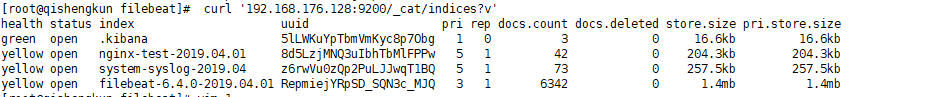 [root@qishengkun filebeat]# curl '192.168.176.128:9200/_cat/indices?v'
health status index uuid pri rep docs.count docs.deleted store.size pri.store.size
green open .kibana 5lLWKuYpTbmVmKyc8p7Obg 1 0 3 0 16.6kb 16.6kb
yellow open nginx-test-2019.04.01 8d5LzjMNQ3uIbhTbMlFPPw 5 1 42 0 204.3kb 204.3kb
yellow open system-syslog-2019.04 z6rwVu0zQp2PuLJJwqT1BQ 5 1 73 0 257.5kb 257.5kb
yellow open filebeat-6.4.0-2019.04.01 RepmiejYRpSD_SQN3c_MJQ 3 1 6342 0 1.4mb 1.4mb